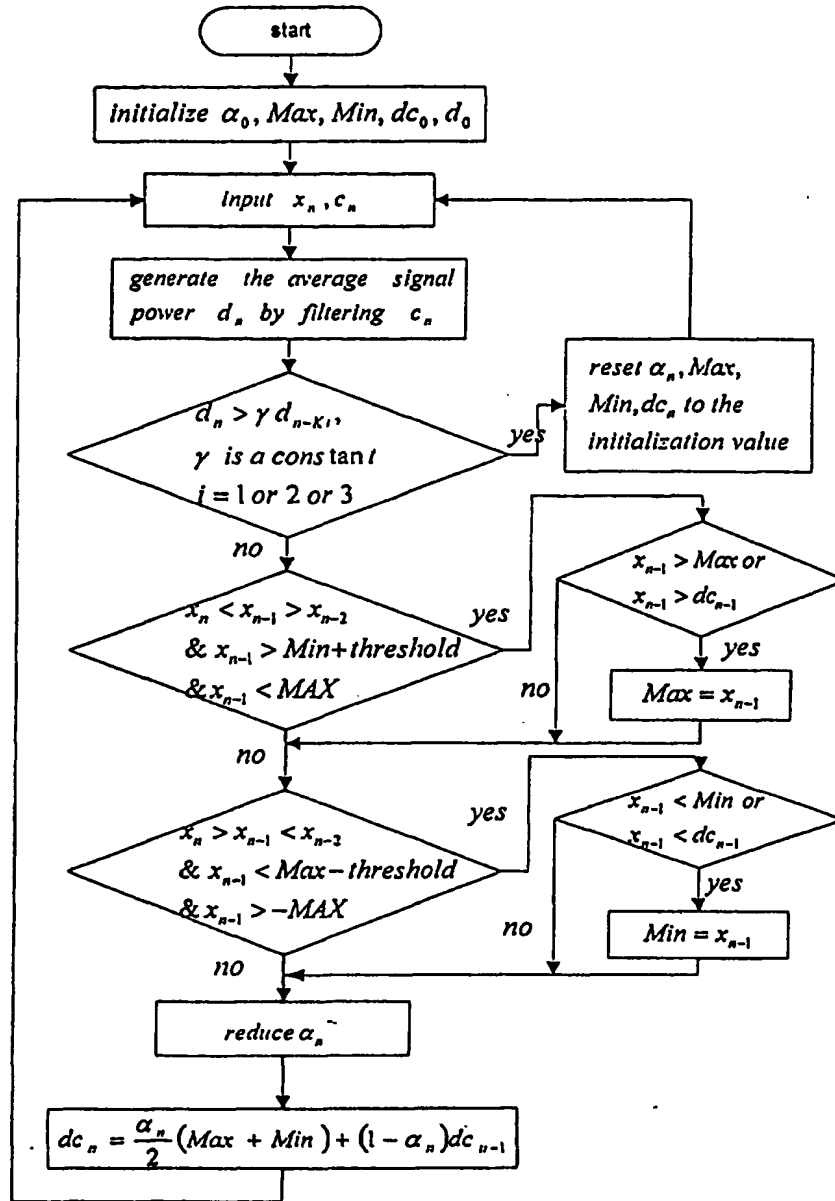 start
initialize α₀, Max, Min, dc₀, d₀
Input xₙ, cₙ
generate the average signal
power dₙ by filtering cₙ
dₙ > γ dₙ₋Kᵢ,
γ is a cons tan t
i = 1 or 2 or 3
yes
reset αₙ, Max,
Min, dcₙ to the
initialization value
no
xₙ < xₙ₋₁ > xₙ₋₂
& xₙ₋₁ > Min + threshold
& xₙ₋₁ < MAX
yes
xₙ₋₁ > Max or
xₙ₋₁ > dcₙ₋₁
yes
no
Max = xₙ₋₁
no
xₙ > xₙ₋₁ < xₙ₋₂
& xₙ₋₁ < Max − threshold
& xₙ₋₁ > −MAX
yes
xₙ₋₁ < Min or
xₙ₋₁ < dcₙ₋₁
yes
no
Min = xₙ₋₁
no
reduce αₙ
dcₙ = αₙ/2 (Max + Min) + (1 − αₙ)dcₙ₋₁